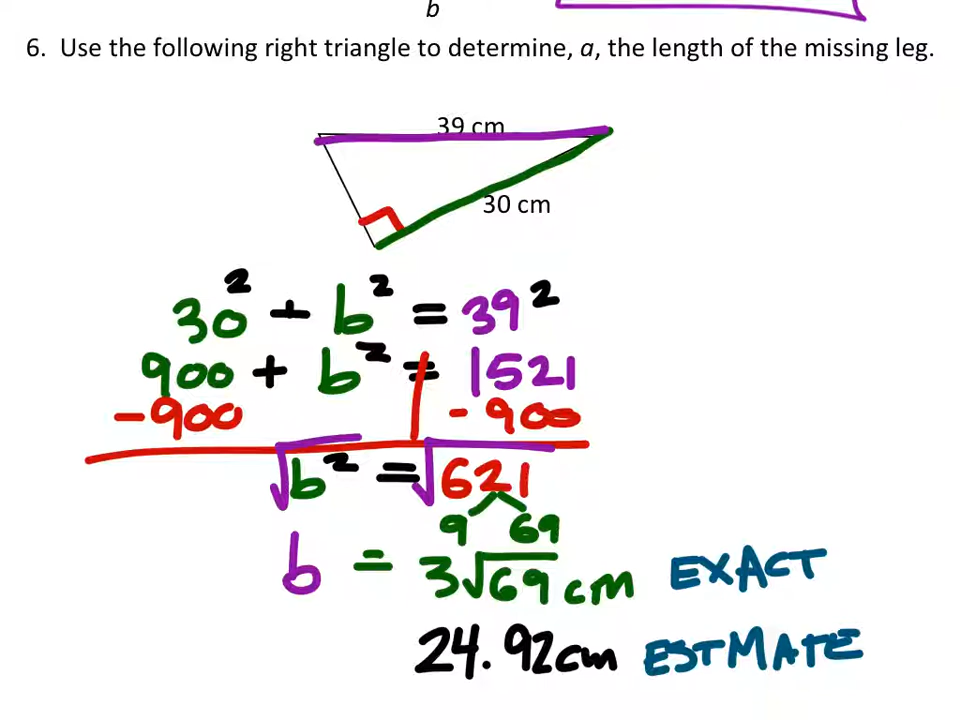 b
6. Use the following right triangle to determine, a, the length of the missing leg.
39 cm
30 cm
30² + b² = 39²
900 + b² = 1521
-900 -900
√b² = √621
9 69
b = 3√69 cm EXACT
24.92cm ESTMATE